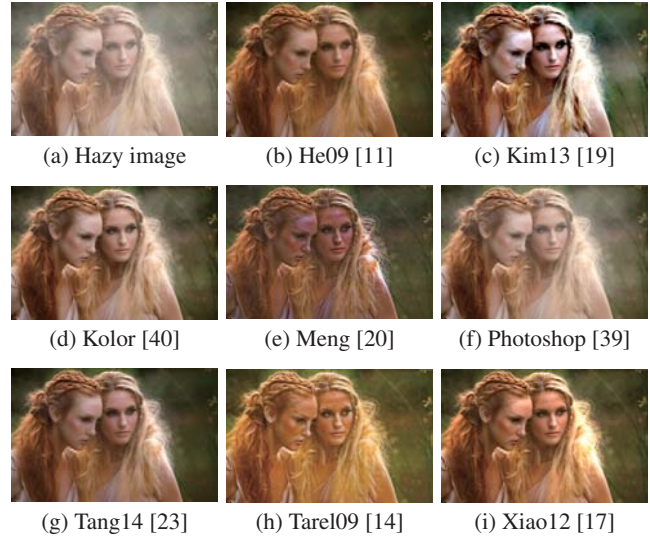 (a) Hazy image
(b) He09 [11]
(c) Kim13 [19]
(d) Kolor [40]
(e) Meng [20]
(f) Photoshop [39]
(g) Tang14 [23]
(h) Tarel09 [14]
(i) Xiao12 [17]